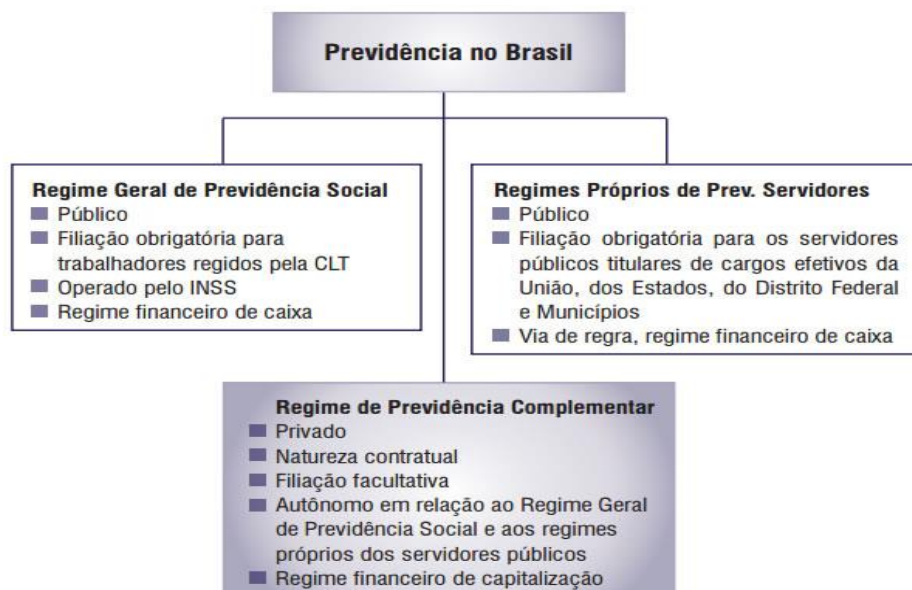 Previdência no Brasil
Regime Geral de Previdência Social
Público
Filiação obrigatória para
trabalhadores regidos pela CLT
Operado pelo INSS
Regime financeiro de caixa
Regimes Próprios de Prev. Servidores
Público
Filiação obrigatória para os servidores
públicos titulares de cargos efetivos da
União, dos Estados, do Distrito Federal
e Municípios
Via de regra, regime financeiro de caixa
Regime de Previdência Complementar
Privado
Natureza contratual
Filiação facultativa
Autônomo em relação ao Regime Geral
de Previdência Social e aos regimes
próprios dos servidores públicos
Regime financeiro de capitalização